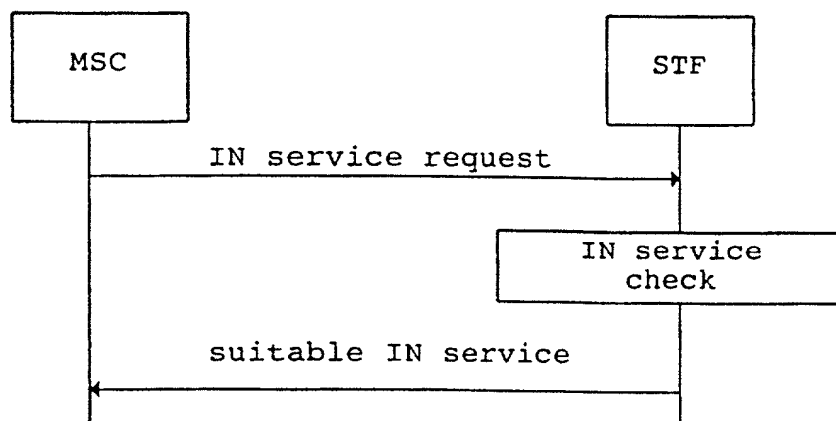 MSC
STF
IN service request
IN service
check
suitable IN service